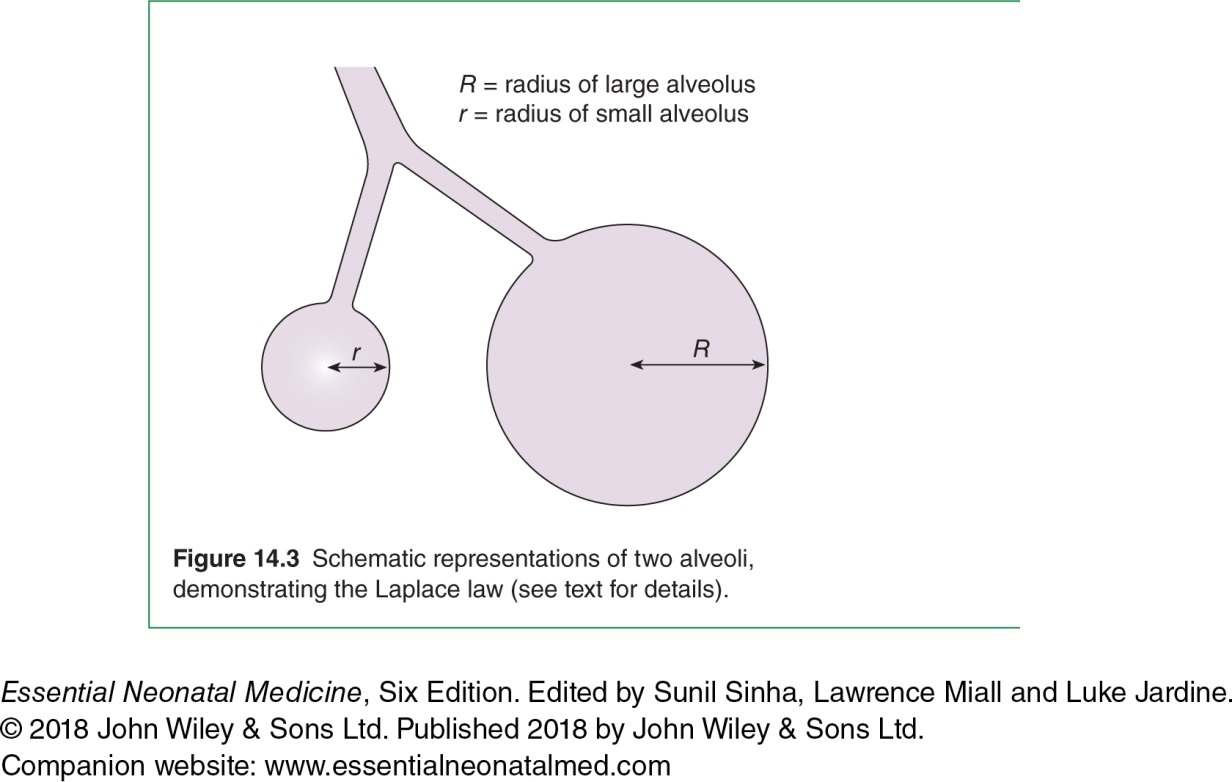 R = radius of large alveolus
r = radius of small alveolus
r
R
Figure 14.3 Schematic representations of two alveoli,
demonstrating the Laplace law (see text for details).
Essential Neonatal Medicine, Six Edition. Edited by Sunil Sinha, Lawrence Miall and Luke Jardine.
© 2018 John Wiley & Sons Ltd. Published 2018 by John Wiley & Sons Ltd.
Companion website: www.essentialneonatalmed.com